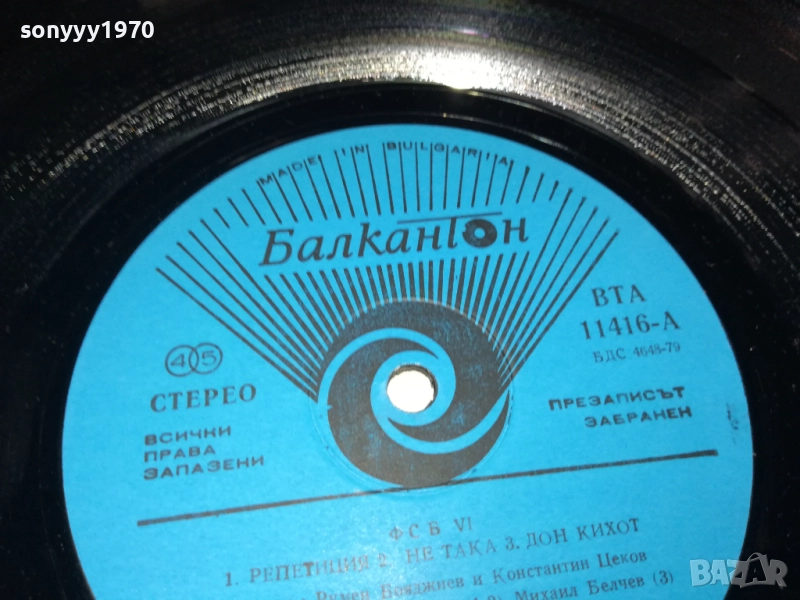 sonyyy1970
MADE IN BULGARIA
Балкантон
ВТА
11416-А
БДС 4648-79
45
СТЕРЕО
ВСИЧКИ
ПРАВА
ЗАПАЗЕНИ
ПРЕЗАПИСЪТ
ЗАБРАНЕН
ФСБ VI
1. РЕПЕТИЦИЯ 2. НЕ ТАКА 3. ДОН КИХОТ
Румен Бояджиев и Константин Цеков
Михаил Белчев (3)
BAZAR